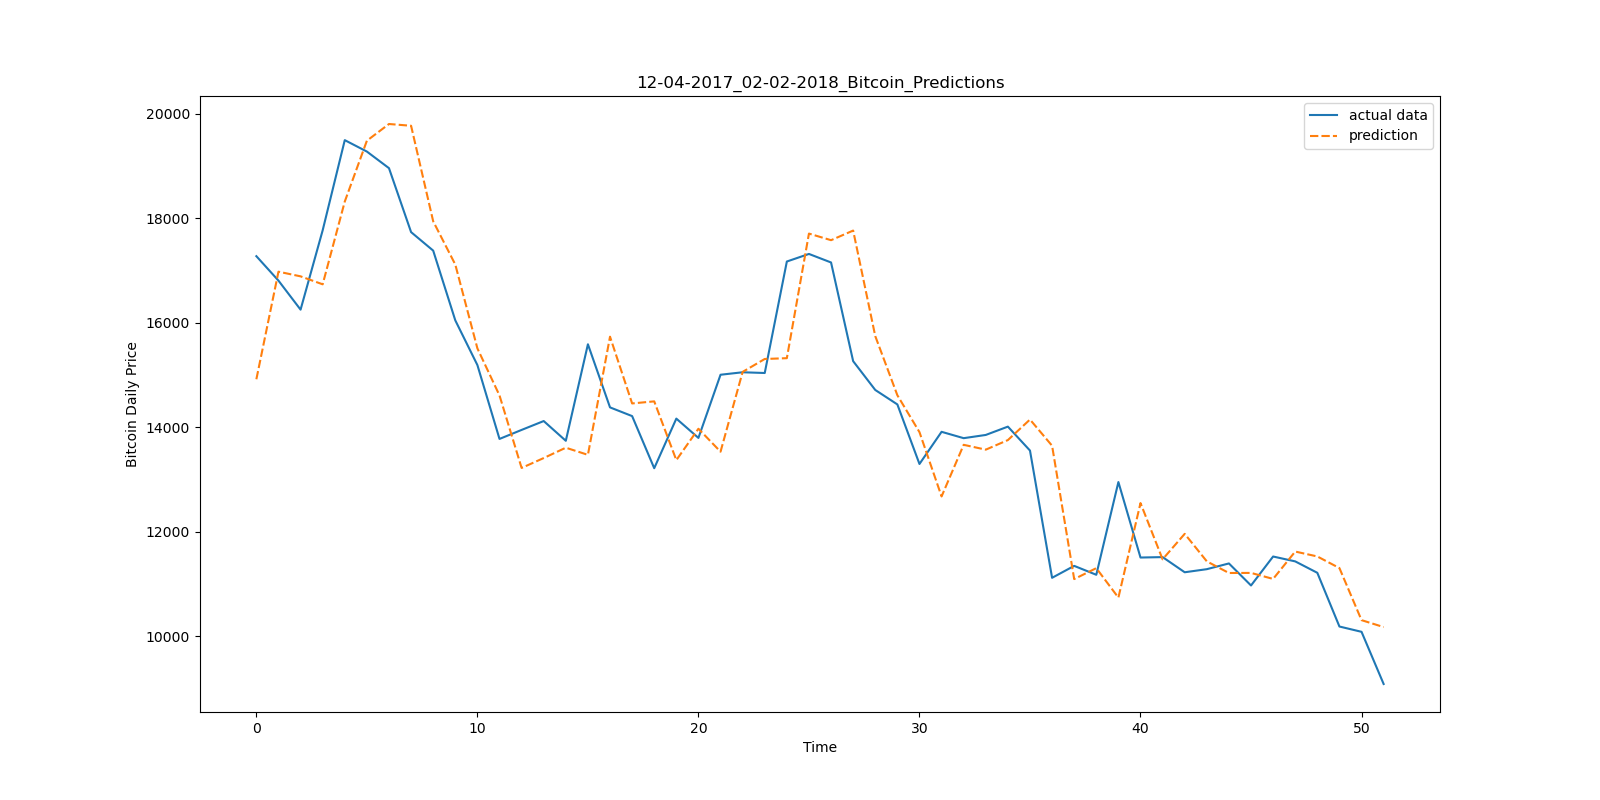 12-04-2017_02-02-2018_Bitcoin_Predictions
actual data
prediction
Bitcoin Daily Price
20000
18000
16000
14000
12000
10000
0 10 20 30 40 50
Time